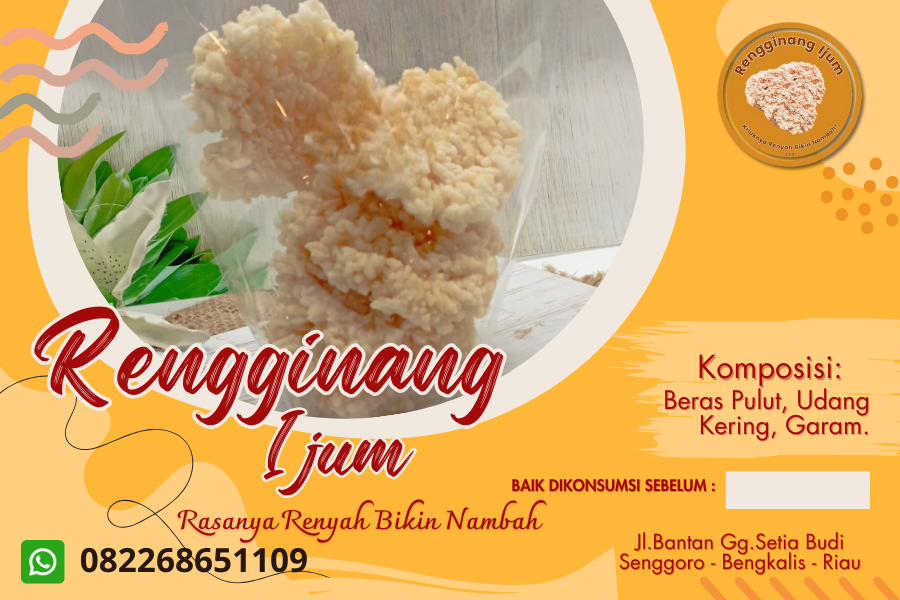 Rengginang Ijum
Kriuknya Renyah Bikin Nambah
Rengginang
Ijum
Rasanya Renyah Bikin Nambah
082268651109
Komposisi:
Beras Pulut, Udang
Kering, Garam.
BAIK DIKONSUMSI SEBELUM :
Jl.Bantan Gg.Setia Budi
Senggoro - Bengkalis - Riau